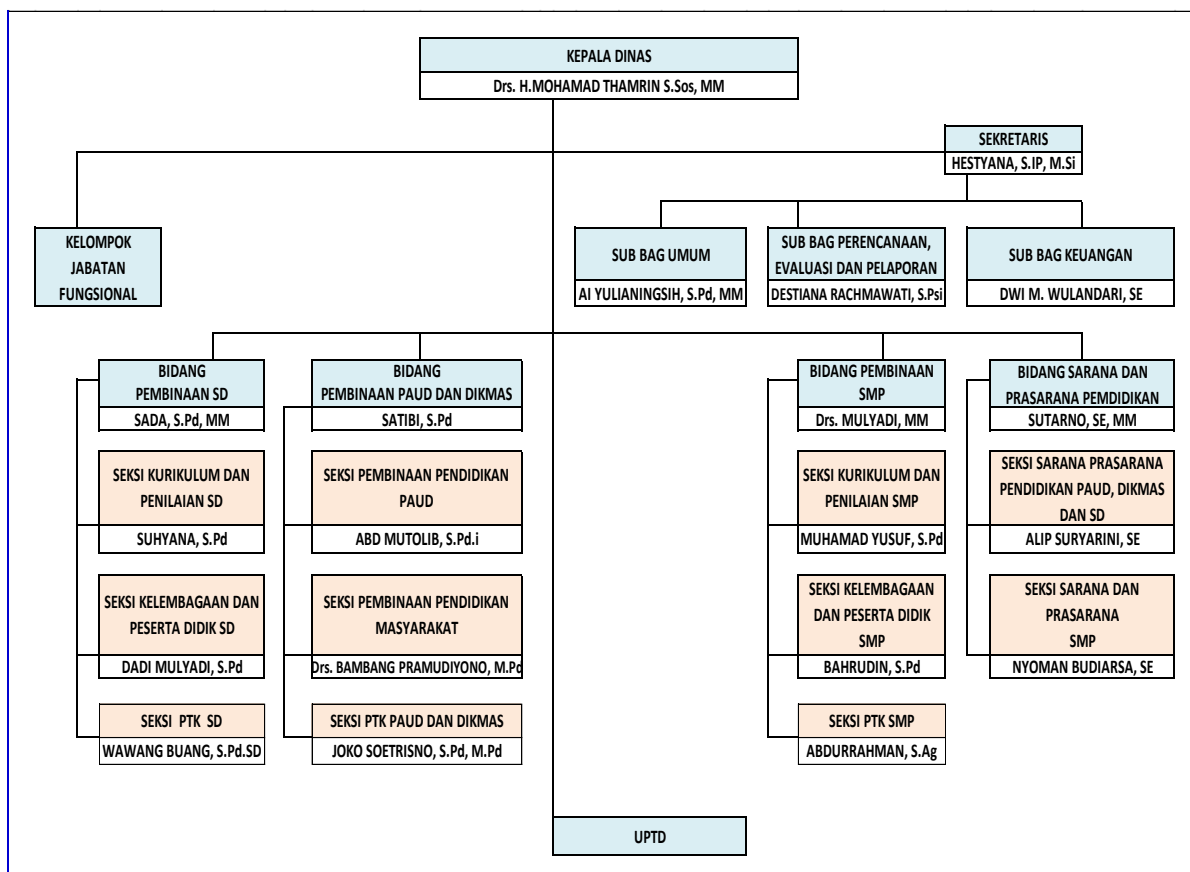 KEPALA DINAS
Drs. H.MOHAMAD THAMRIN S.Sos, MM
SEKRETARIS
HESTYANA, S.IP, M.Si
KELOMPOK
JABATAN
FUNGSIONAL
SUB BAG UMUM
AI YULIANINGSIH, S.Pd, MM
SUB BAG PERENCANAAN,
EVALUASI DAN PELAPORAN
DESTIANA RACHMAWATI, S.Psi
SUB BAG KEUANGAN
DWI M. WULANDARI, SE
BIDANG
PEMBINAAN SD
SADA, S.Pd, MM
SEKSI KURIKULUM DAN
PENILAIAN SD
SUHYANA, S.Pd
SEKSI KELEMBAGAAN DAN
PESERTA DIDIK SD
DADI MULYADI, S.Pd
SEKSI PTK SD
WAWANG BUANG, S.Pd.SD
BIDANG
PEMBINAAN PAUD DAN DIKMAS
SATIBI, S.Pd
SEKSI PEMBINAAN PENDIDIKAN
PAUD
ABD MUTOLIB, S.Pd.i
SEKSI PEMBINAAN PENDIDIKAN
MASYARAKAT
Drs. BAMBANG PRAMUDIYONO, M.Pd
SEKSI PTK PAUD DAN DIKMAS
JOKO SOETRISNO, S.Pd, M.Pd
BIDANG PEMBINAAN
SMP
Drs. MULYADI, MM
SEKSI KURIKULUM DAN
PENILAIAN SMP
MUHAMAD YUSUF, S.Pd
SEKSI KELEMBAGAAN
DAN PESERTA DIDIK
SMP
BAHRUDIN, S.Pd
SEKSI PTK SMP
ABDURRAHMAN, S.Ag
BIDANG SARANA DAN
PRASARANA PEMDIDIKAN
SUTARNO, SE, MM
SEKSI SARANA PRASARANA
PENDIDIKAN PAUD, DIKMAS
DAN SD
ALIP SURYARINI, SE
SEKSI SARANA DAN
PRASARANA
SMP
NYOMAN BUDIARSA, SE
UPTD